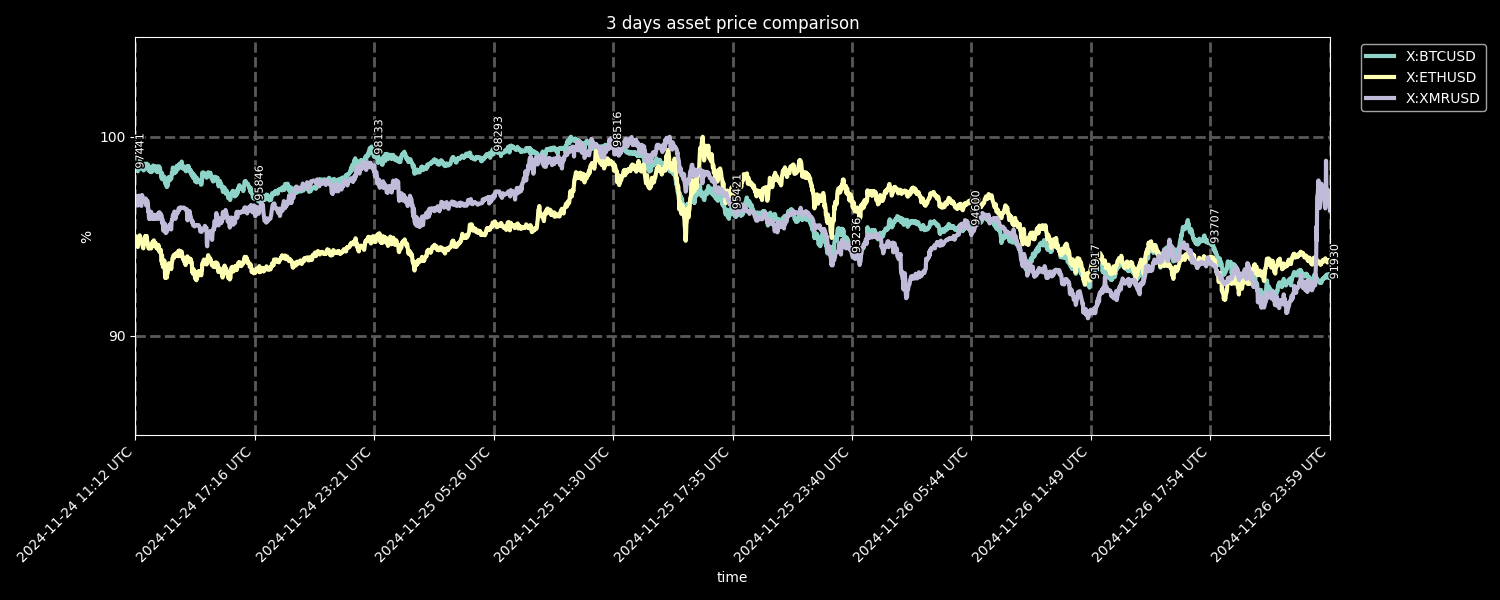 3 days asset price comparison
X:BTCUSD
X:ETHUSD
X:XMRUSD
%
100
90
97441
95846
98133
98293
98516
95421
93236
94600
91917
93707
91930
2024-11-24 11:12 UTC
2024-11-24 17:16 UTC
2024-11-24 23:21 UTC
2024-11-25 05:26 UTC
2024-11-25 11:30 UTC
2024-11-25 17:35 UTC
2024-11-25 23:40 UTC
2024-11-26 05:44 UTC
2024-11-26 11:49 UTC
2024-11-26 17:54 UTC
2024-11-26 23:59 UTC
time